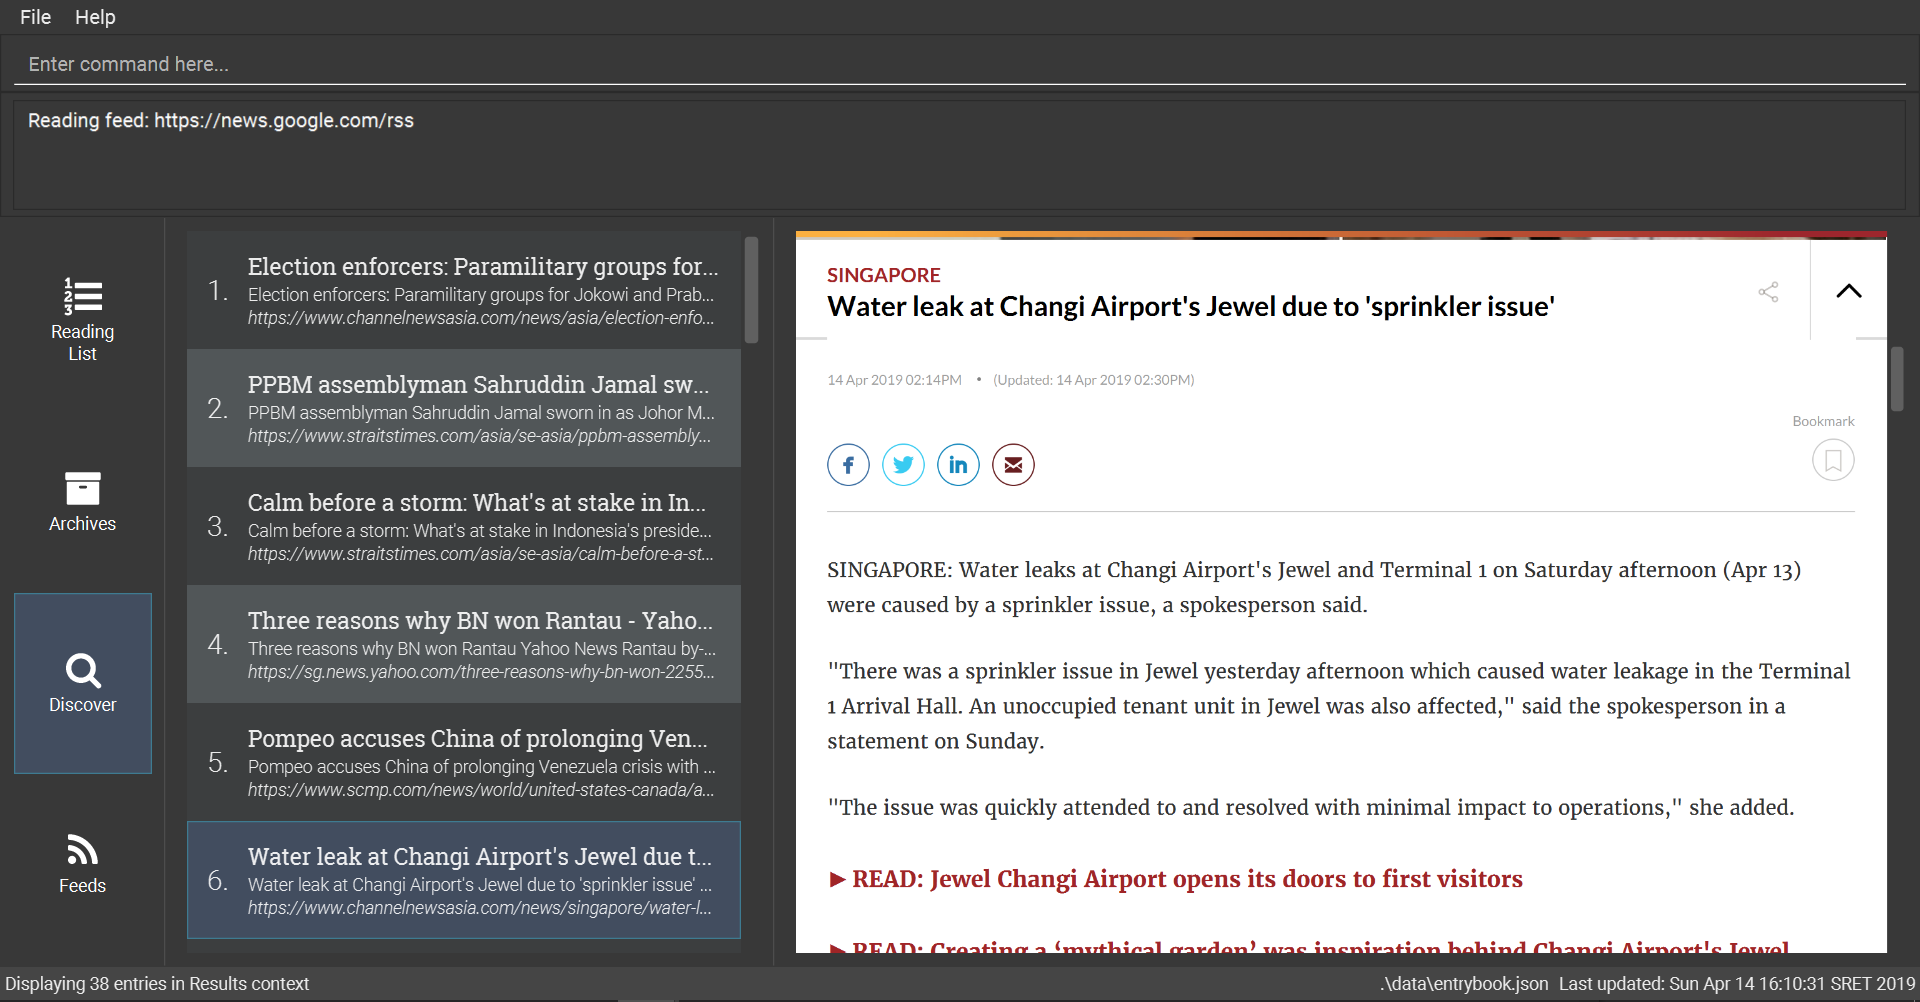 File Help
Enter command here...
Reading feed: https://news.google.com/rss
Reading
List
Archives
Discover
Feeds
1.
Election enforcers: Paramilitary groups for...
Election enforcers: Paramilitary groups for Jokowi and Prab...
https://www.channelnewsasia.com/news/asia/election-enfo...
2.
PPBM assemblyman Sahruddin Jamal sw...
PPBM assemblyman Sahruddin Jamal sworn in as Johor M...
https://www.straitstimes.com/asia/se-asia/ppbm-assembly...
3.
Calm before a storm: What's at stake in In...
Calm before a storm: What's at stake in Indonesia's preside...
https://www.straitstimes.com/asia/se-asia/calm-before-a-st...
4.
Three reasons why BN won Rantau - Yaho...
Three reasons why BN won Rantau Yahoo News Rantau by-...
https://sg.news.yahoo.com/three-reasons-why-bn-won-2255...
5.
Pompeo accuses China of prolonging Ven...
Pompeo accuses China of prolonging Venezuela crisis with ...
https://www.scmp.com/news/world/united-states-canada/a...
6.
Water leak at Changi Airport's Jewel due t...
Water leak at Changi Airport's Jewel due to 'sprinkler issue' ...
https://www.channelnewsasia.com/news/singapore/water-l...
SINGAPORE
Water leak at Changi Airport's Jewel due to 'sprinkler issue'
14 Apr 2019 02:14PM • (Updated: 14 Apr 2019 02:30PM)
Bookmark
SINGAPORE: Water leaks at Changi Airport's Jewel and Terminal 1 on Saturday afternoon (Apr 13)
were caused by a sprinkler issue, a spokesperson said.
"There was a sprinkler issue in Jewel yesterday afternoon which caused water leakage in the Terminal
1 Arrival Hall. An unoccupied tenant unit in Jewel was also affected," said the spokesperson in a
statement on Sunday.
"The issue was quickly attended to and resolved with minimal impact to operations," she added.
►READ: Jewel Changi Airport opens its doors to first visitors
►READ: Creating a ‘mythical garden’ was inspiration behind Changi Airport's Jewel
Displaying 38 entries in Results context
.\data\entrybook.json Last updated: Sun Apr 14 16:10:31 SRET 2019